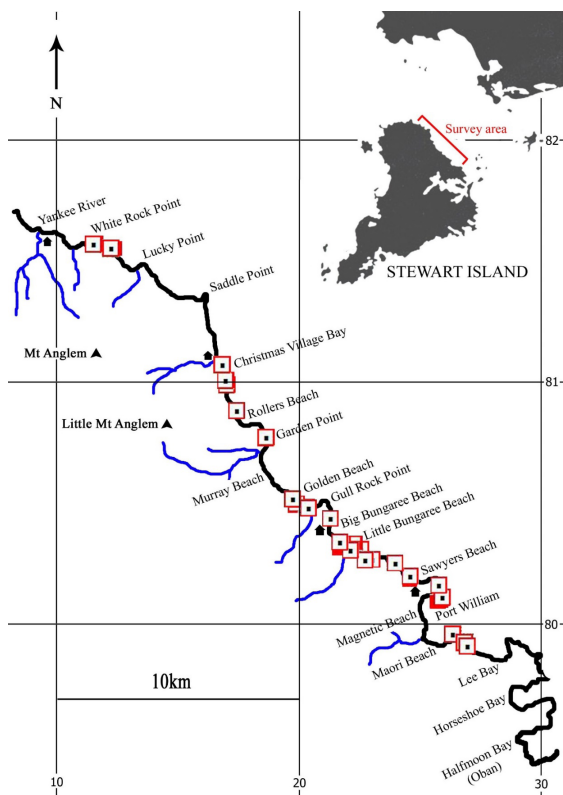 N
82
Survey area
STEWART ISLAND
Yankee River
White Rock Point
Lucky Point
Saddle Point
Mt Anglem
Christmas Village Bay
81
Rollers Beach
Little Mt Anglem
Garden Point
Murray Beach
Golden Beach
Gull Rock Point
Big Bungaree Beach
Little Bungaree Beach
Sawyers Beach
Port William
Magnetic Beach
80
Maori Beach
Lee Bay
10km
Horseshoe Bay
Halfmoon Bay
(Oban)
10
20
30